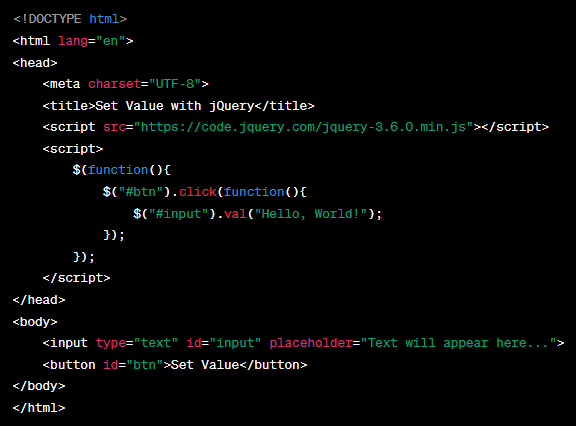 <!DOCTYPE html>
<html lang="en">
<head>
    <meta charset="UTF-8">
    <title>Set Value with jQuery</title>
    <script src="https://code.jquery.com/jquery-3.6.0.min.js"></script>
    <script>
        $(function(){
            $("#btn").click(function(){
                $("#input").val("Hello, World!");
            });
        });
    </script>
</head>
<body>
    <input type="text" id="input" placeholder="Text will appear here...">
    <button id="btn">Set Value</button>
</body>
</html>